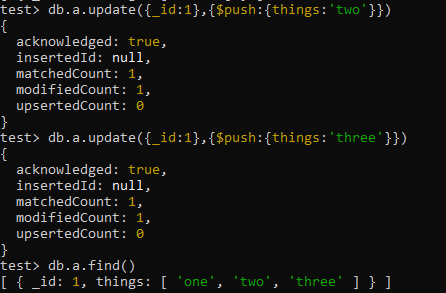 test> db.a.update({_id:1},{$push:{things:'two'}})
{
  acknowledged: true,
  insertedId: null,
  matchedCount: 1,
  modifiedCount: 1,
  upsertedCount: 0
}
test> db.a.update({_id:1},{$push:{things:'three'}})
{
  acknowledged: true,
  insertedId: null,
  matchedCount: 1,
  modifiedCount: 1,
  upsertedCount: 0
}
test> db.a.find()
[ { _id: 1, things: [ 'one', 'two', 'three' ] } ]